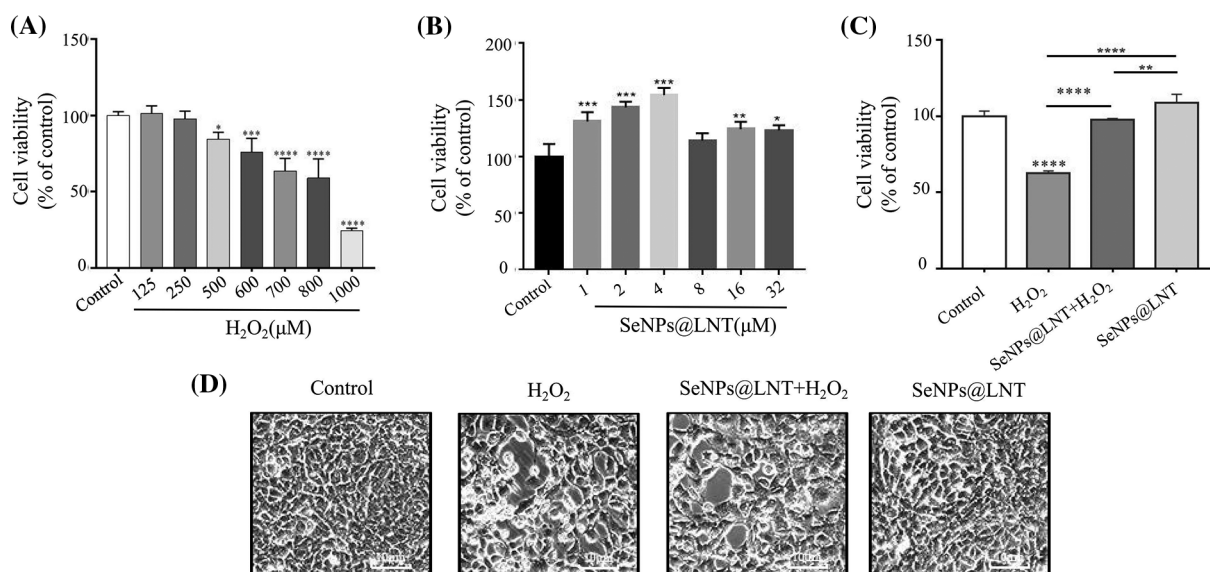 (A)
Cell viability
(% of control)
150
100
50
0
* *** **** **** ****
Control 125 250 500 600 700 800 1000
H₂O₂(μM)
(B)
Cell viability
(% of control)
200
150
100
50
0
*** *** *** ** *
Control 1 2 4 8 16 32
SeNPs@LNT(μM)
(C)
Cell viability
(% of control)
150
100
50
0
****
**
****
****
Control H₂O₂ SeNPs@LNT+H₂O₂ SeNPs@LNT
(D)
Control H₂O₂ SeNPs@LNT+H₂O₂ SeNPs@LNT